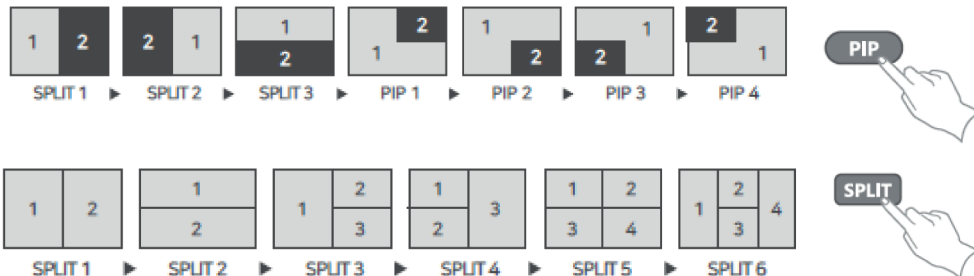 1 2 2 1 1 2 1 2 1 2 1 2 2 1 PIP
SPLIT 1 ▶ SPLIT 2 ▶ SPLIT 3 ▶ PIP 1 ▶ PIP 2 ▶ PIP 3 ▶ PIP 4
1 2 1 2 1 2 3 1 2 3 1 2 3 4 1 2 3 4 SPLIT
SPLIT 1 ▶ SPLIT 2 ▶ SPLIT 3 ▶ SPLIT 4 ▶ SPLIT 5 ▶ SPLIT 6